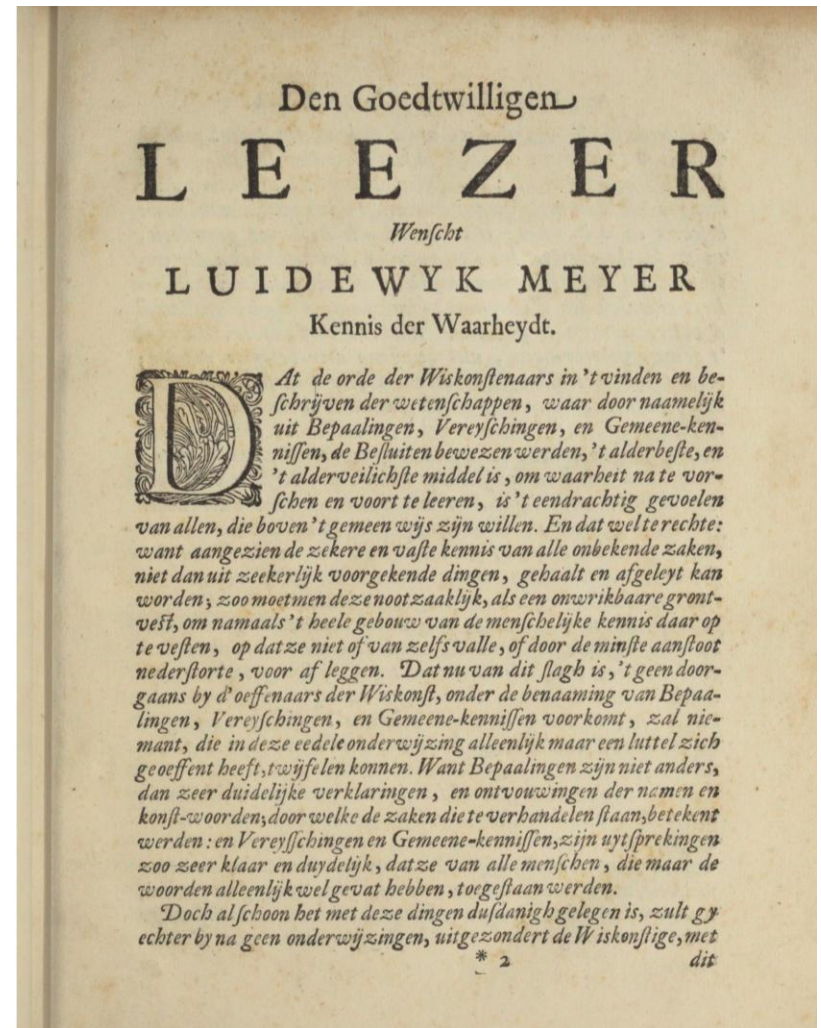 Den Goedtwilligen
LEEZER
Wenſcht
LUIDEWYK MEYER
Kennis der Waarheydt.
DAt de orde der Wiskonſtenaars in 't vinden en be-
ſchrijven der wetenſchappen, waar door naamelijk
uit Bepaalingen, Vereyſchingen, en Gemeene-ken-
niſſen, de Beſluiten bewezen werden, 't alderbeſte, en
't alderveilichſte middel is, om waarheit na te vor-
ſchen en voort te leeren, is 't eendrachtig gevoelen
van allen, die boven 't gemeen wijs zijn willen. En dat wel te rechte:
want aangezien de zekere en vaſte kennis van alle onbekende zaken,
niet dan uit zeekerlijk voorgekende dingen, gehaalt en afgeleyt kan
worden; zoo moetmen deze nootzaaklijk, als een onwrikbaare gront-
veſt, om namaals 't heele gebouw van de menſchelijke kennis daar op
te veſten, op datze niet of van zelfs valle, of door de minſte aanſtoot
nederſtorte, voor af leggen. Dat nu van dit ſlagh is, 't geen door-
gaans by d' oeffenaars der Wiskonſt, onder de benaaming van Bepaa-
lingen, Vereyſchingen, en Gemeene-kenniſſen voorkomt, zal nie-
mant, die in deze eedele onderwijzing alleenlijk maar een luttel zich
geoeffent heeft, twijfelen konnen. Want Bepaalingen zijn niet anders,
dan zeer duidelijke verklaringen, en ontvouwingen der namen en
konſt-woorden, door welke de zaken die te verhandelen ſtaan, betekent
werden: en Vereyſſchingen en Gemeene-kenniſſen, zijn uytſprekingen
zoo zeer klaar en duydelijk, datze van alle menſchen, die maar de
woorden alleenlijk wel gevat hebben, toegeſtaan werden.
Doch alſchoon het met deze dingen duſdanigh gelegen is, zult gy
echter by na geen onderwijzingen, uitgezondert de Wiskonſtige, met
* 2 dit